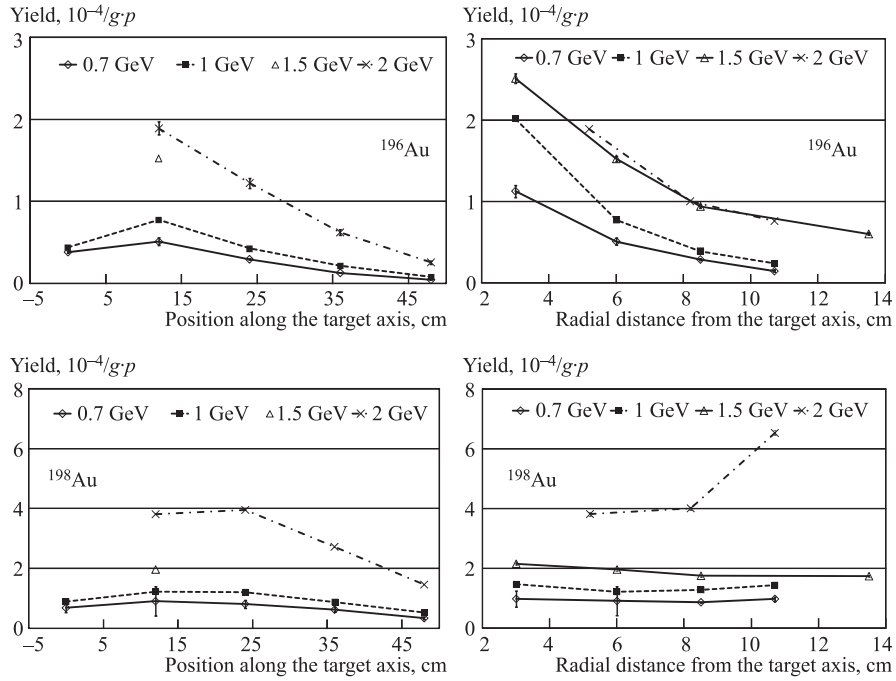 Yield, 10⁻⁴/g·p
3
0.7 GeV 1 GeV 1.5 GeV 2 GeV
2
¹⁹⁶Au
1
0
–5 5 15 25 35 45
Position along the target axis, cm
Yield, 10⁻⁴/g·p
3
0.7 GeV 1 GeV 1.5 GeV 2 GeV
2
¹⁹⁶Au
1
0
2 4 6 8 10 12 14
Radial distance from the target axis, cm
Yield, 10⁻⁴/g·p
8
0.7 GeV 1 GeV 1.5 GeV 2 GeV
6
¹⁹⁸Au
4
2
0
–5 5 15 25 35 45
Position along the target axis, cm
Yield, 10⁻⁴/g·p
8
0.7 GeV 1 GeV 1.5 GeV 2 GeV
6
¹⁹⁸Au
4
2
0
2 4 6 8 10 12 14
Radial distance from the target axis, cm